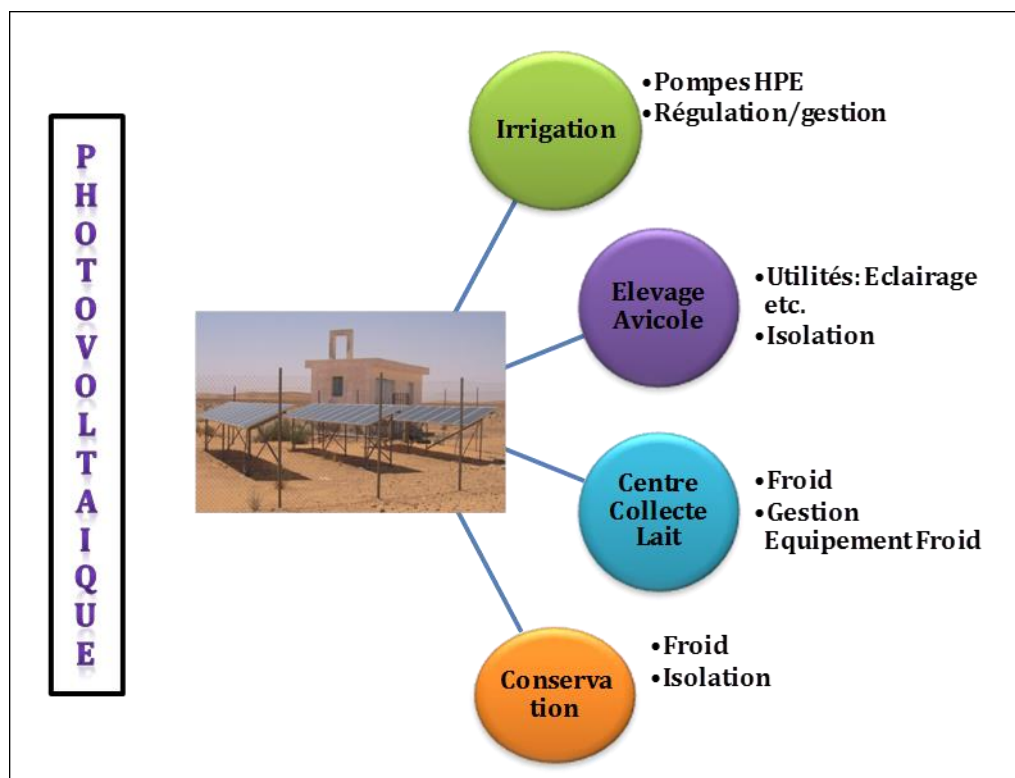 PHOTOVOLTAIQUE
Irrigation
•Pompes HPE
•Régulation/gestion
Elevage
Avicole
•Utilités: Eclairage
etc.
•Isolation
Centre
Collecte
Lait
•Froid
•Gestion
Equipement Froid
Conserva
tion
•Froid
•Isolation